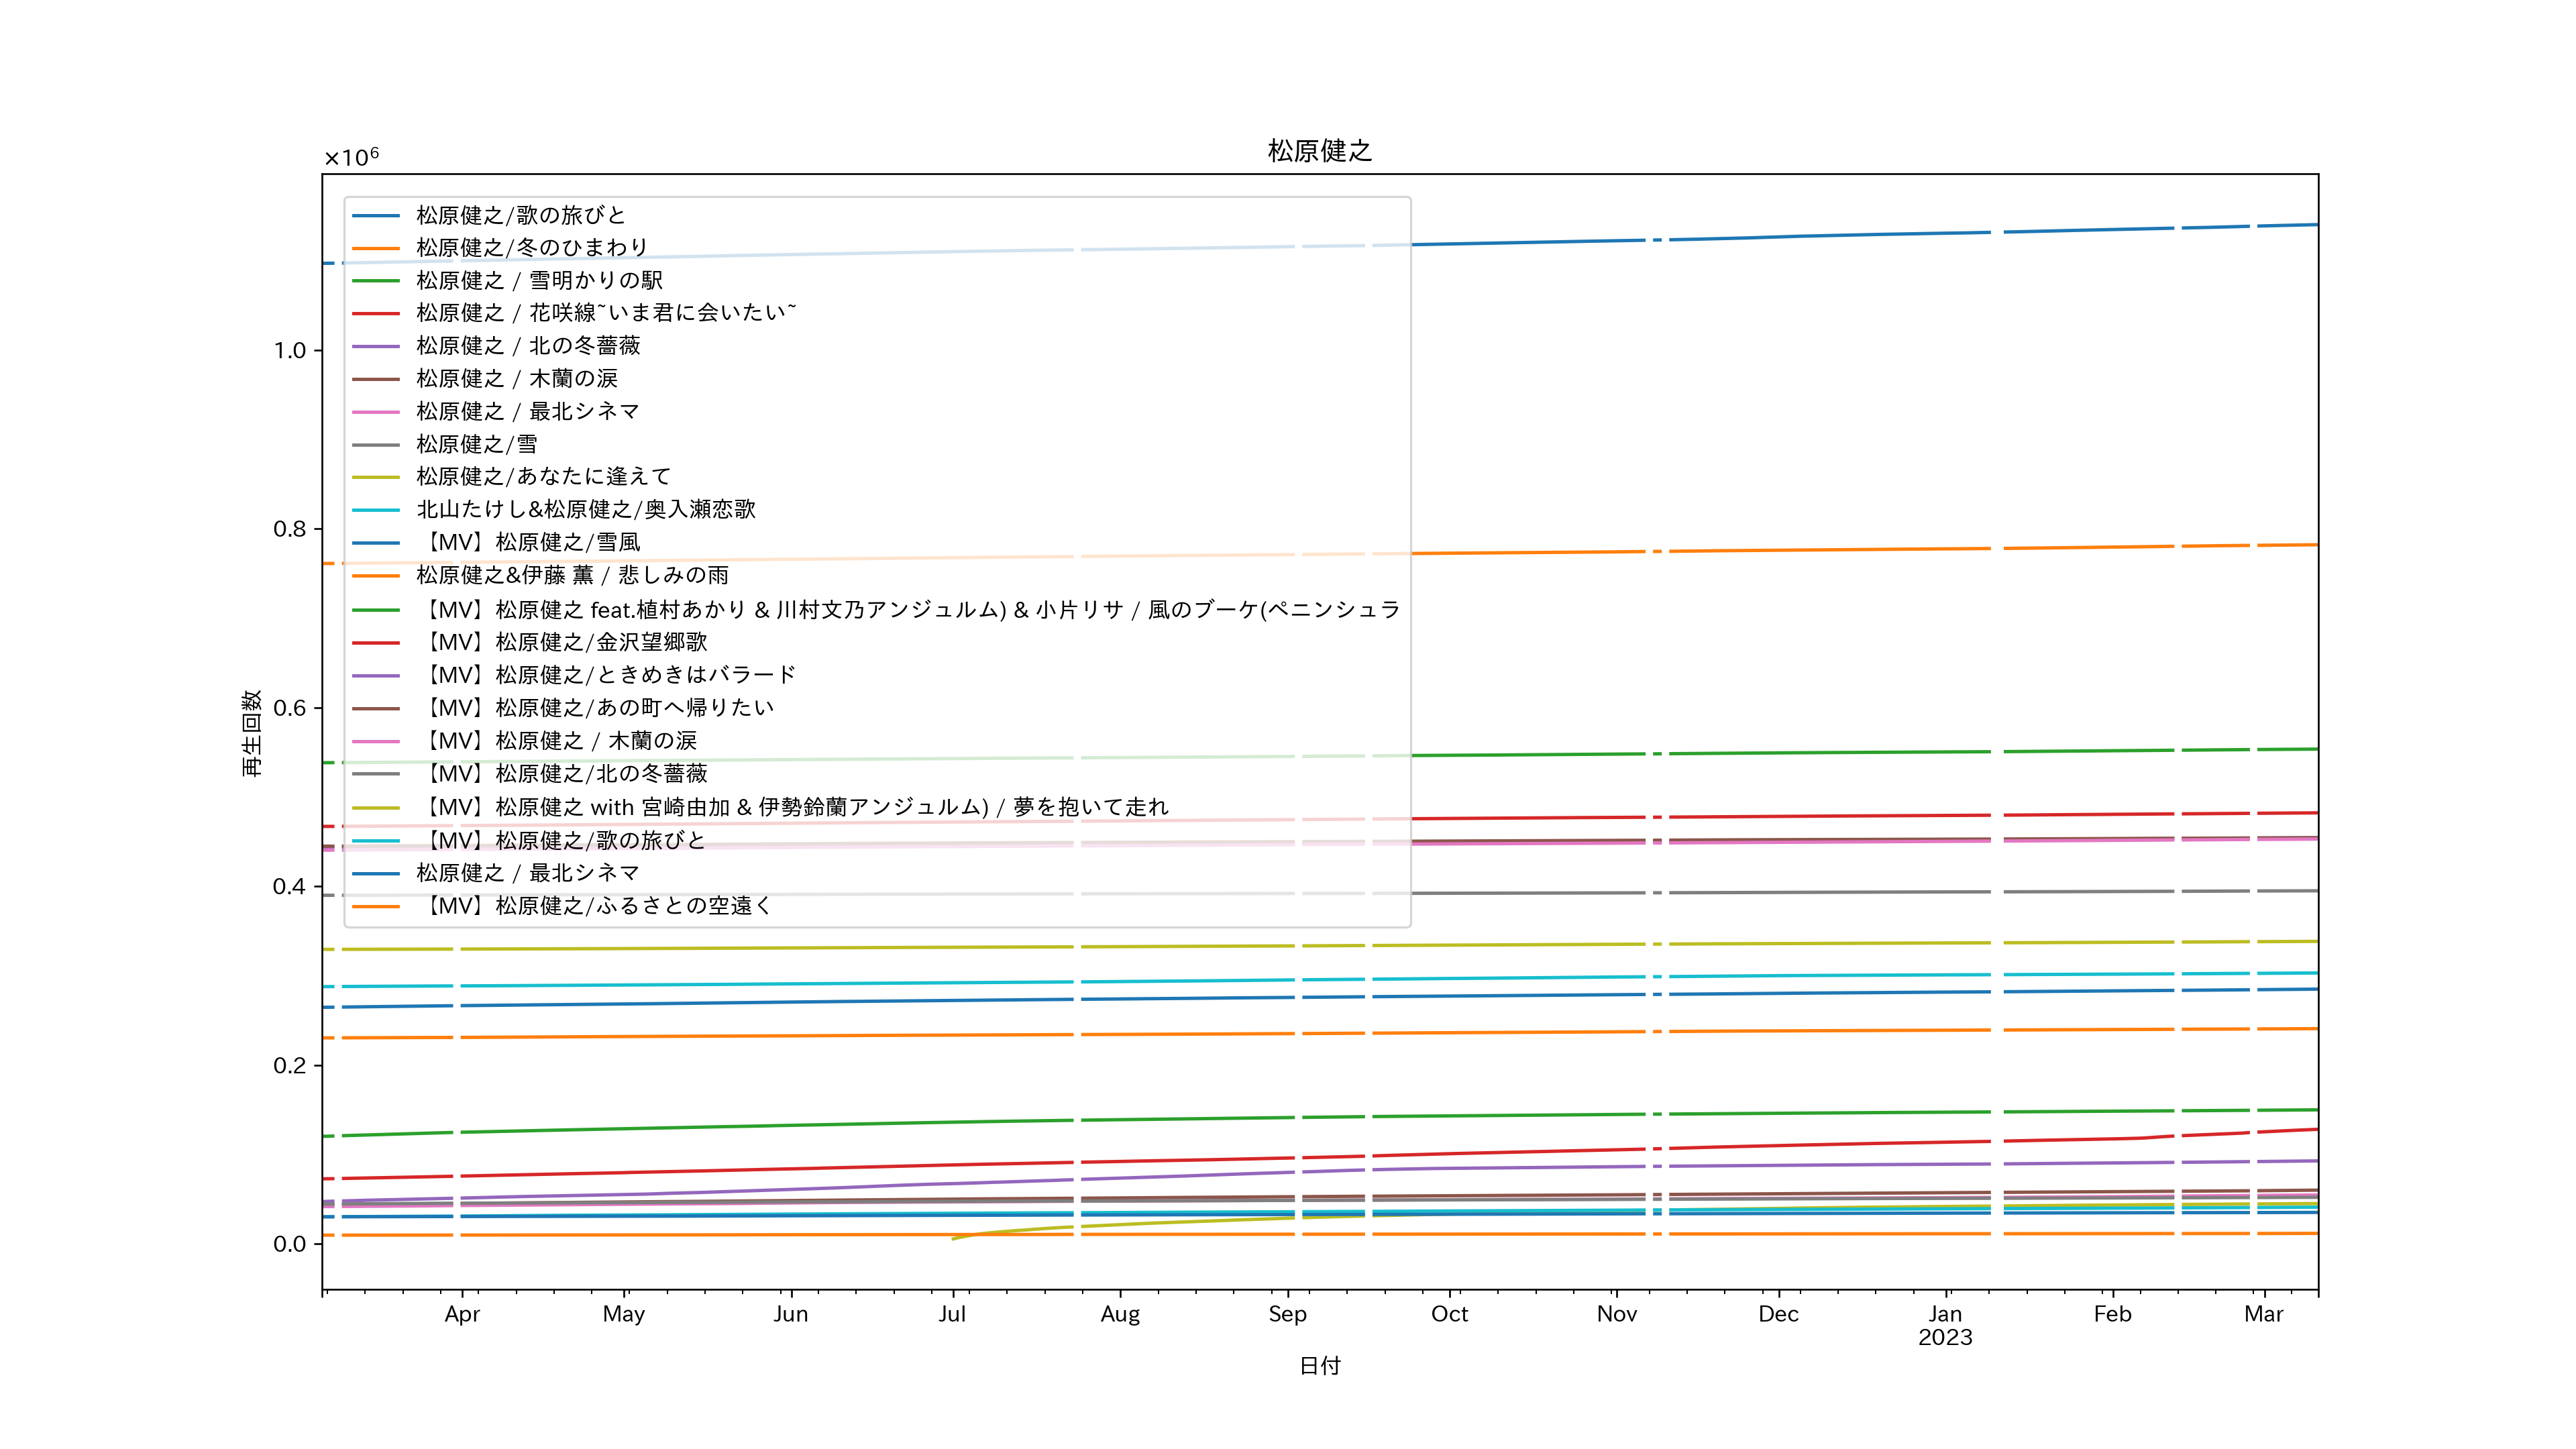 松原健之
×10⁶
松原健之/歌の旅びと
松原健之/冬のひまわり
松原健之 / 雪明かりの駅
松原健之 / 花咲線~いま君に会いたい~
松原健之 / 北の冬薔薇
松原健之 / 木蘭の涙
松原健之 / 最北シネマ
松原健之/雪
松原健之/あなたに逢えて
北山たけし&松原健之/奥入瀬恋歌
【MV】松原健之/雪風
松原健之&伊藤 薫 / 悲しみの雨
【MV】松原健之 feat.植村あかり & 川村文乃アンジュルム) & 小片リサ / 風のブーケ(ペニンシュラ
【MV】松原健之/金沢望郷歌
【MV】松原健之/ときめきはバラード
【MV】松原健之/あの町へ帰りたい
【MV】松原健之 / 木蘭の涙
【MV】松原健之/北の冬薔薇
【MV】松原健之 with 宮崎由加 & 伊勢鈴蘭アンジュルム) / 夢を抱いて走れ
【MV】松原健之/歌の旅びと
松原健之 / 最北シネマ
【MV】松原健之/ふるさとの空遠く
再生回数
1.0
0.8
0.6
0.4
0.2
0.0
Apr May Jun Jul Aug Sep Oct Nov Dec Jan Feb Mar
2023
日付